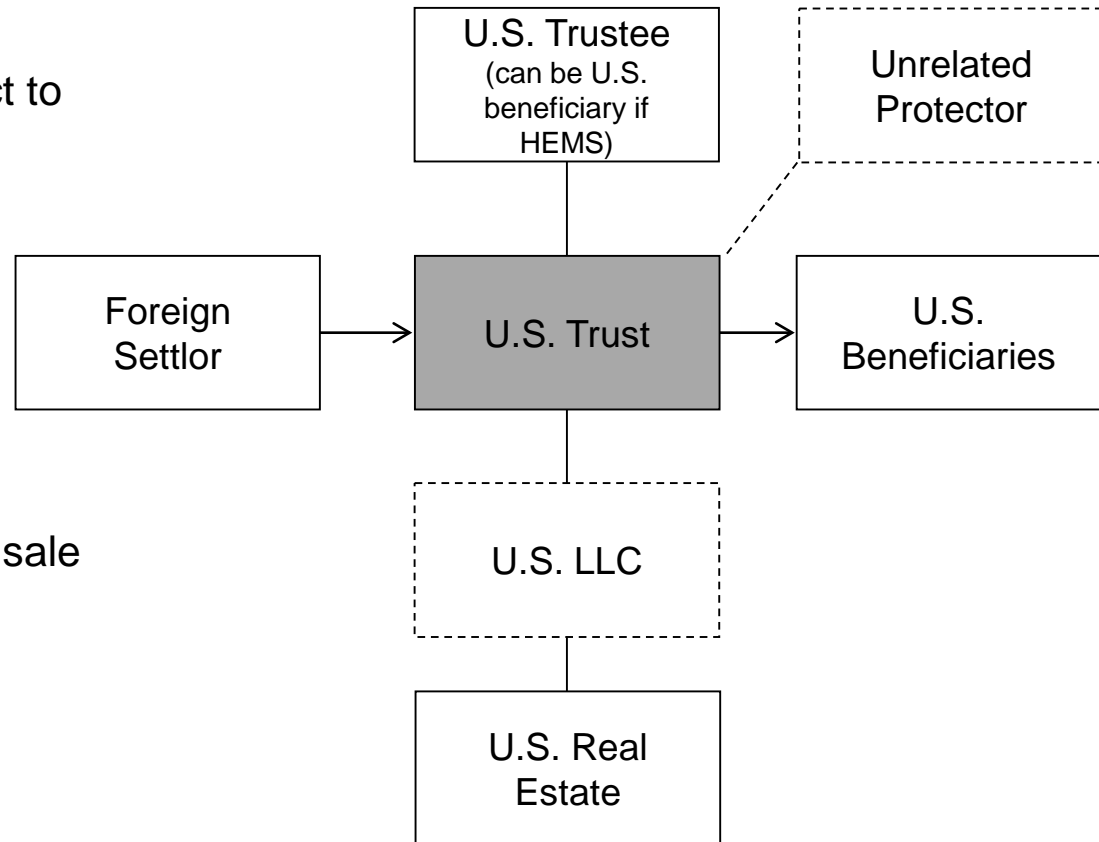 U.S. Trustee
(can be U.S.
beneficiary if
HEMS)
Unrelated
Protector
to
Foreign
Settlor
U.S. Trust
U.S.
Beneficiaries
sale
U.S. LLC
U.S. Real
Estate